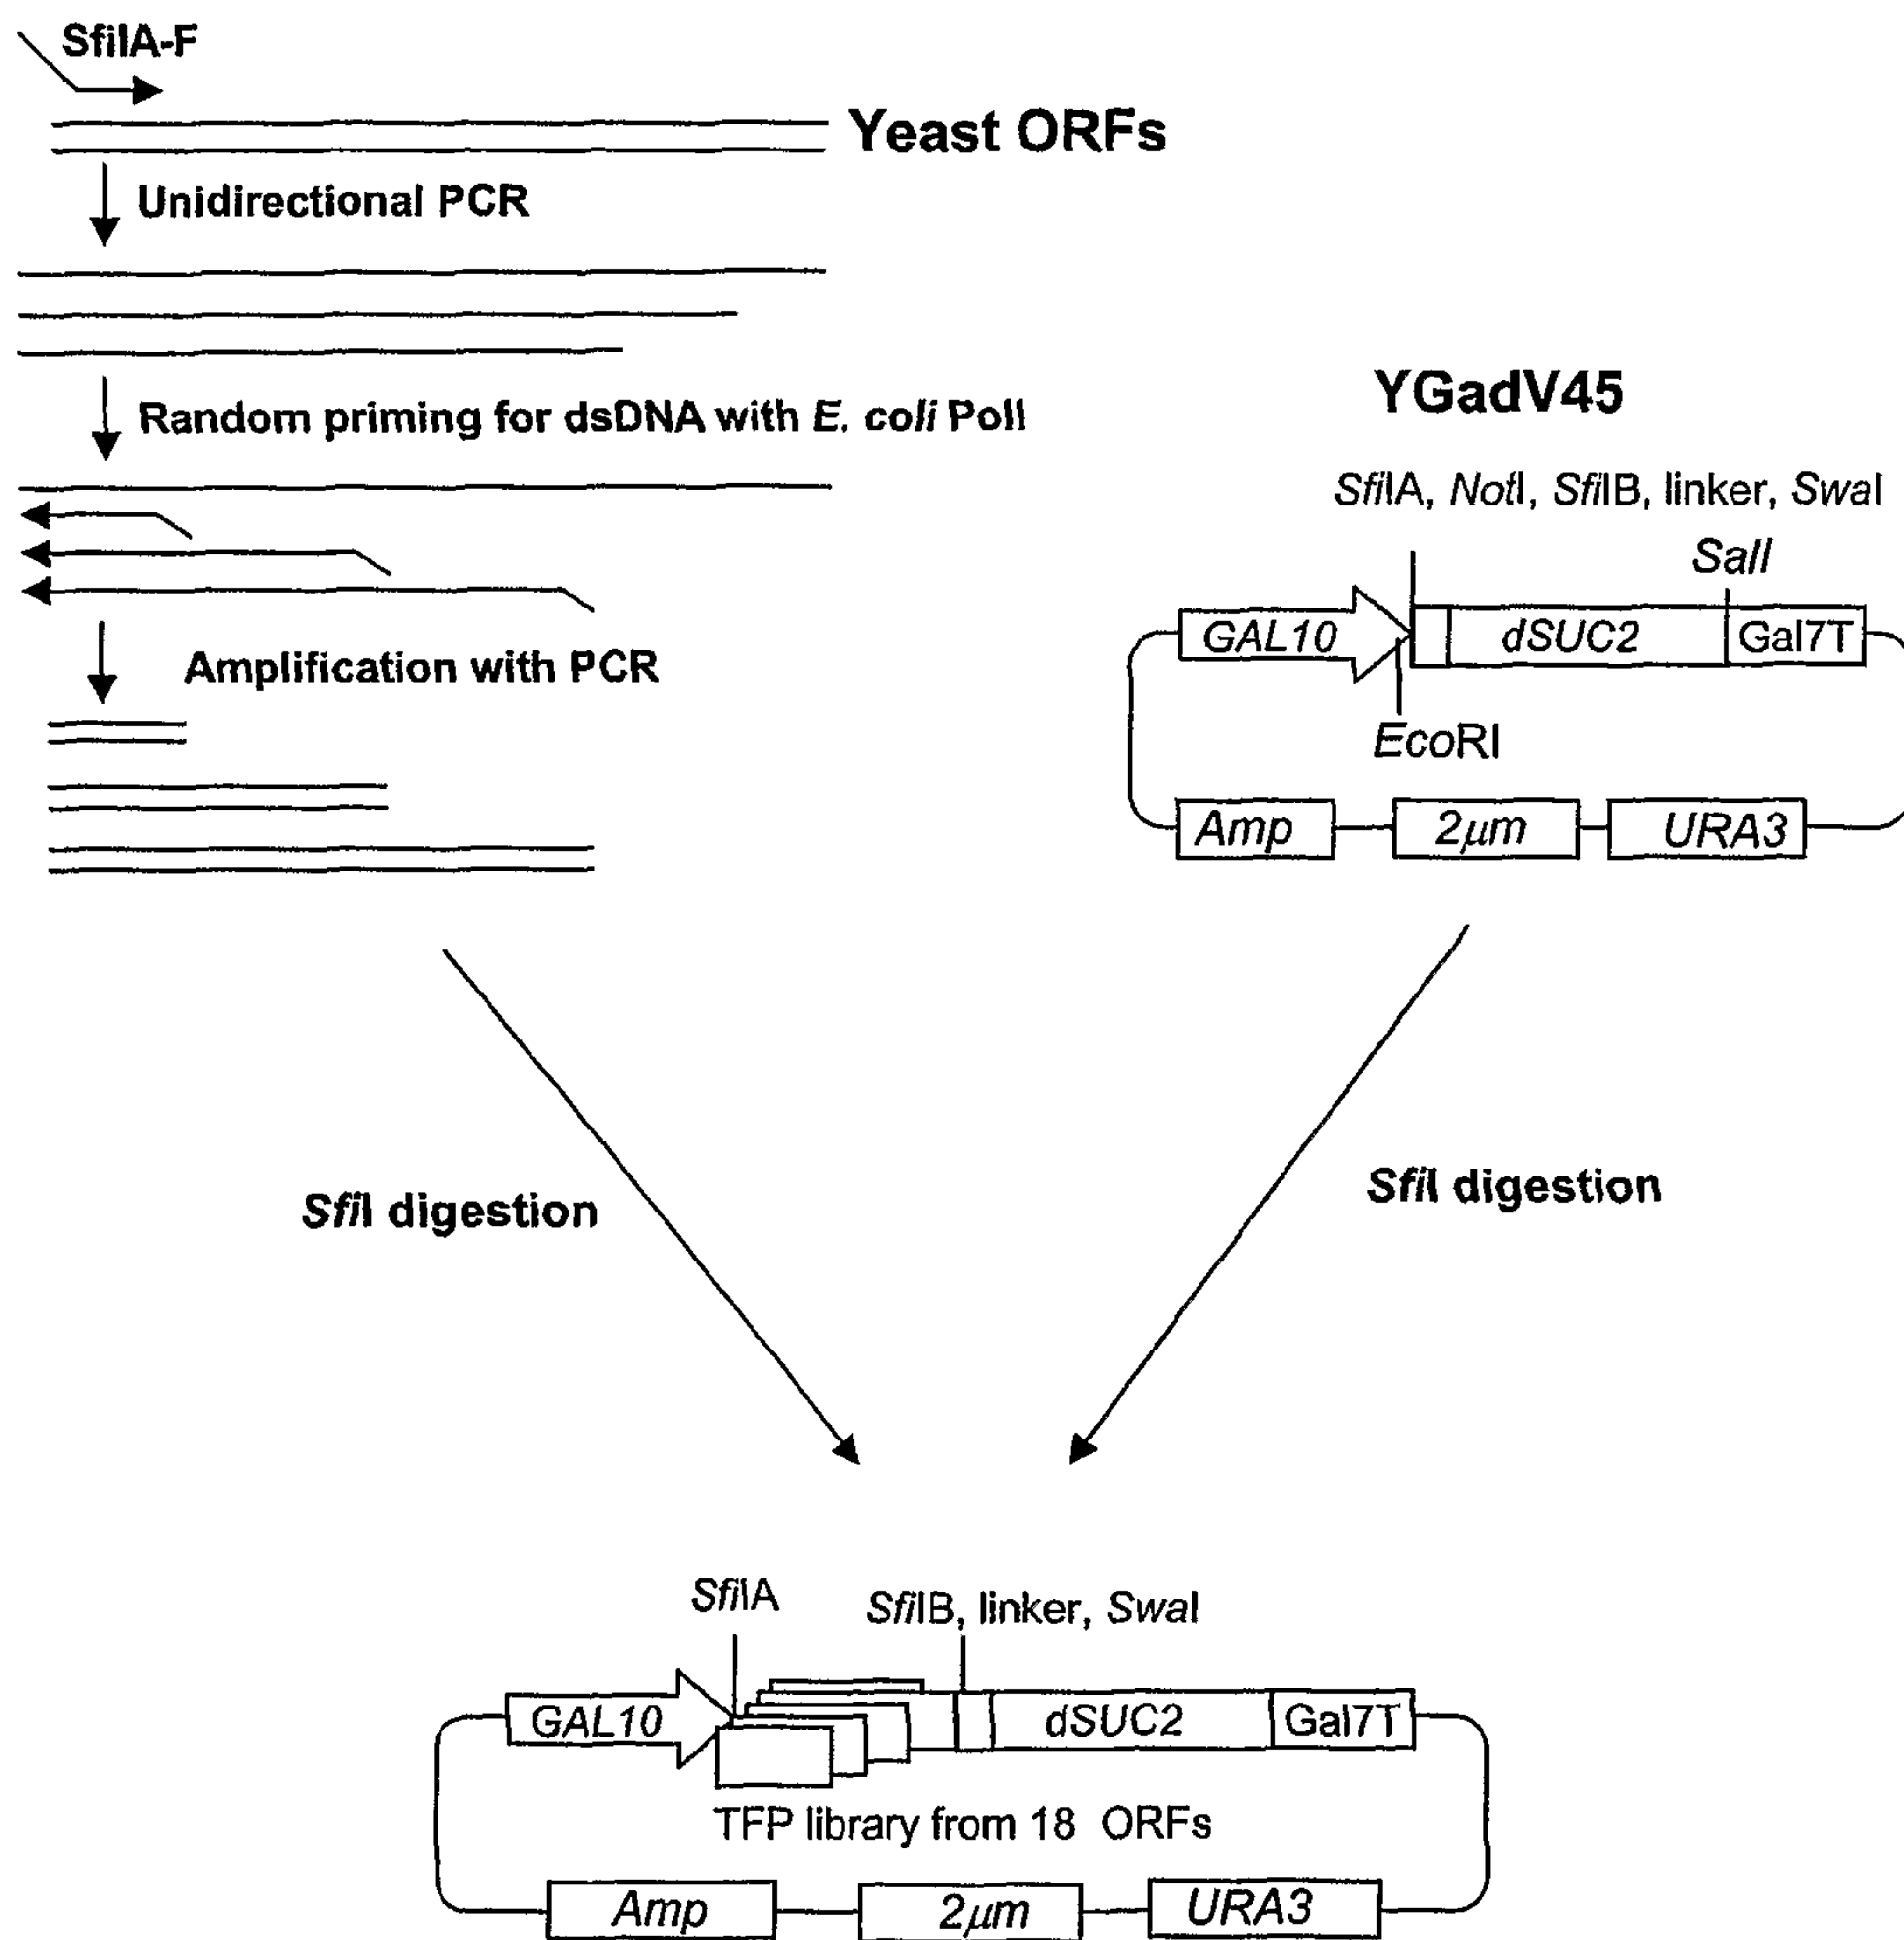 SfiIA-F
Yeast ORFs
Unidirectional PCR
Random priming for dsDNA with E. coli PolI
Amplification with PCR
YGadV45
SfiIA, NotI, SfiIB, linker, SwaI
SalI
GAL10
dSUC2
Gal7T
EcoRI
Amp
2μm
URA3
SfiI digestion
SfiI digestion
SfiIA
SfiIB, linker, SwaI
GAL10
dSUC2
Gal7T
TFP library from 18 ORFs
Amp
2μm
URA3